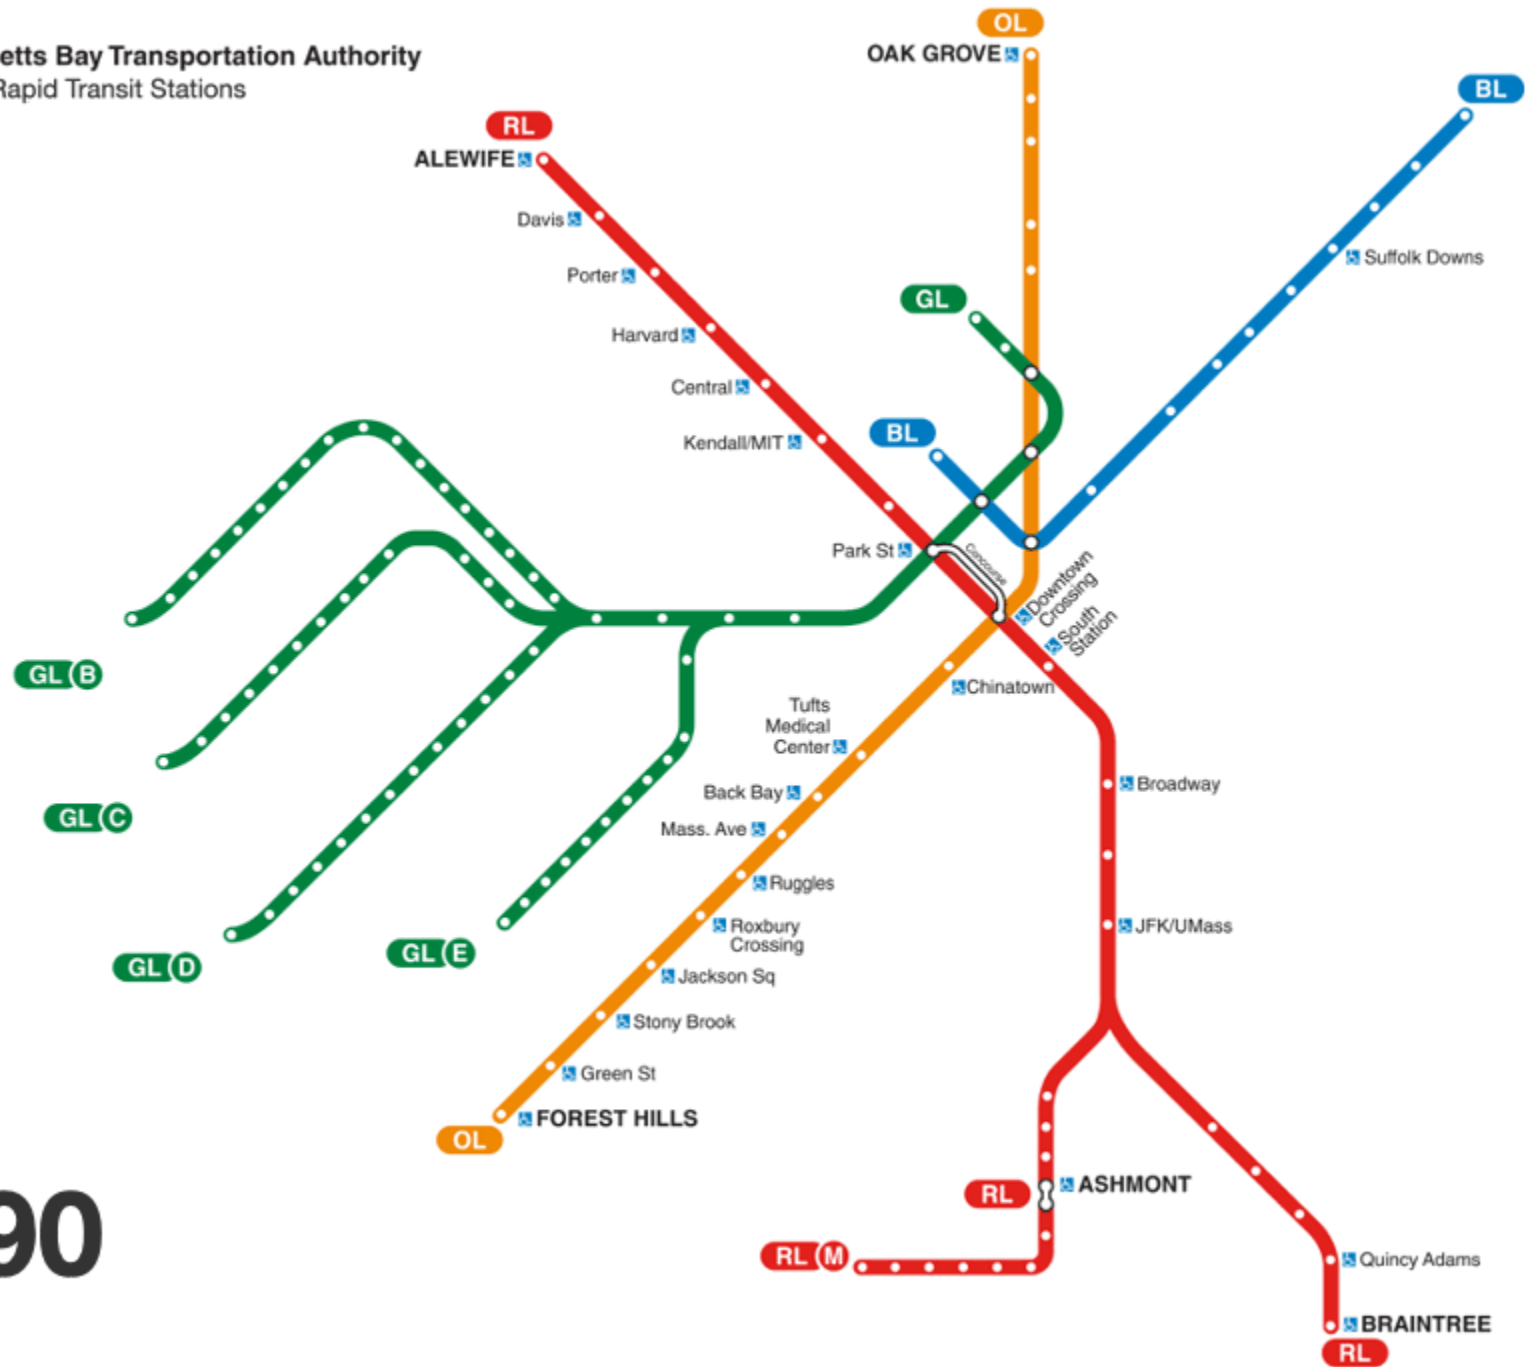 etts Bay Transportation Authority
Rapid Transit Stations
OL
OAK GROVE
BL
RL
ALEWIFE
Davis
Suffolk Downs
Porter
GL
Harvard
Central
BL
Kendall/MIT
Park St
Concourse
Downtown
Crossing
South
Station
GL B
Chinatown
Tufts
Medical
Center
Broadway
Back Bay
GL C
Mass. Ave
Ruggles
Roxbury
Crossing
JFK/UMass
GL E
GL D
Jackson Sq
Stony Brook
Green St
FOREST HILLS
OL
ASHMONT
RL
90
RL M
Quincy Adams
BRAINTREE
RL